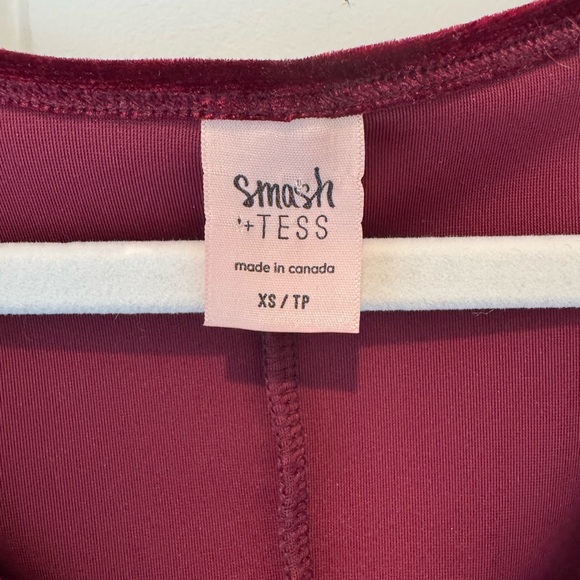 smash
+ TESS
made in canada
XS / TP